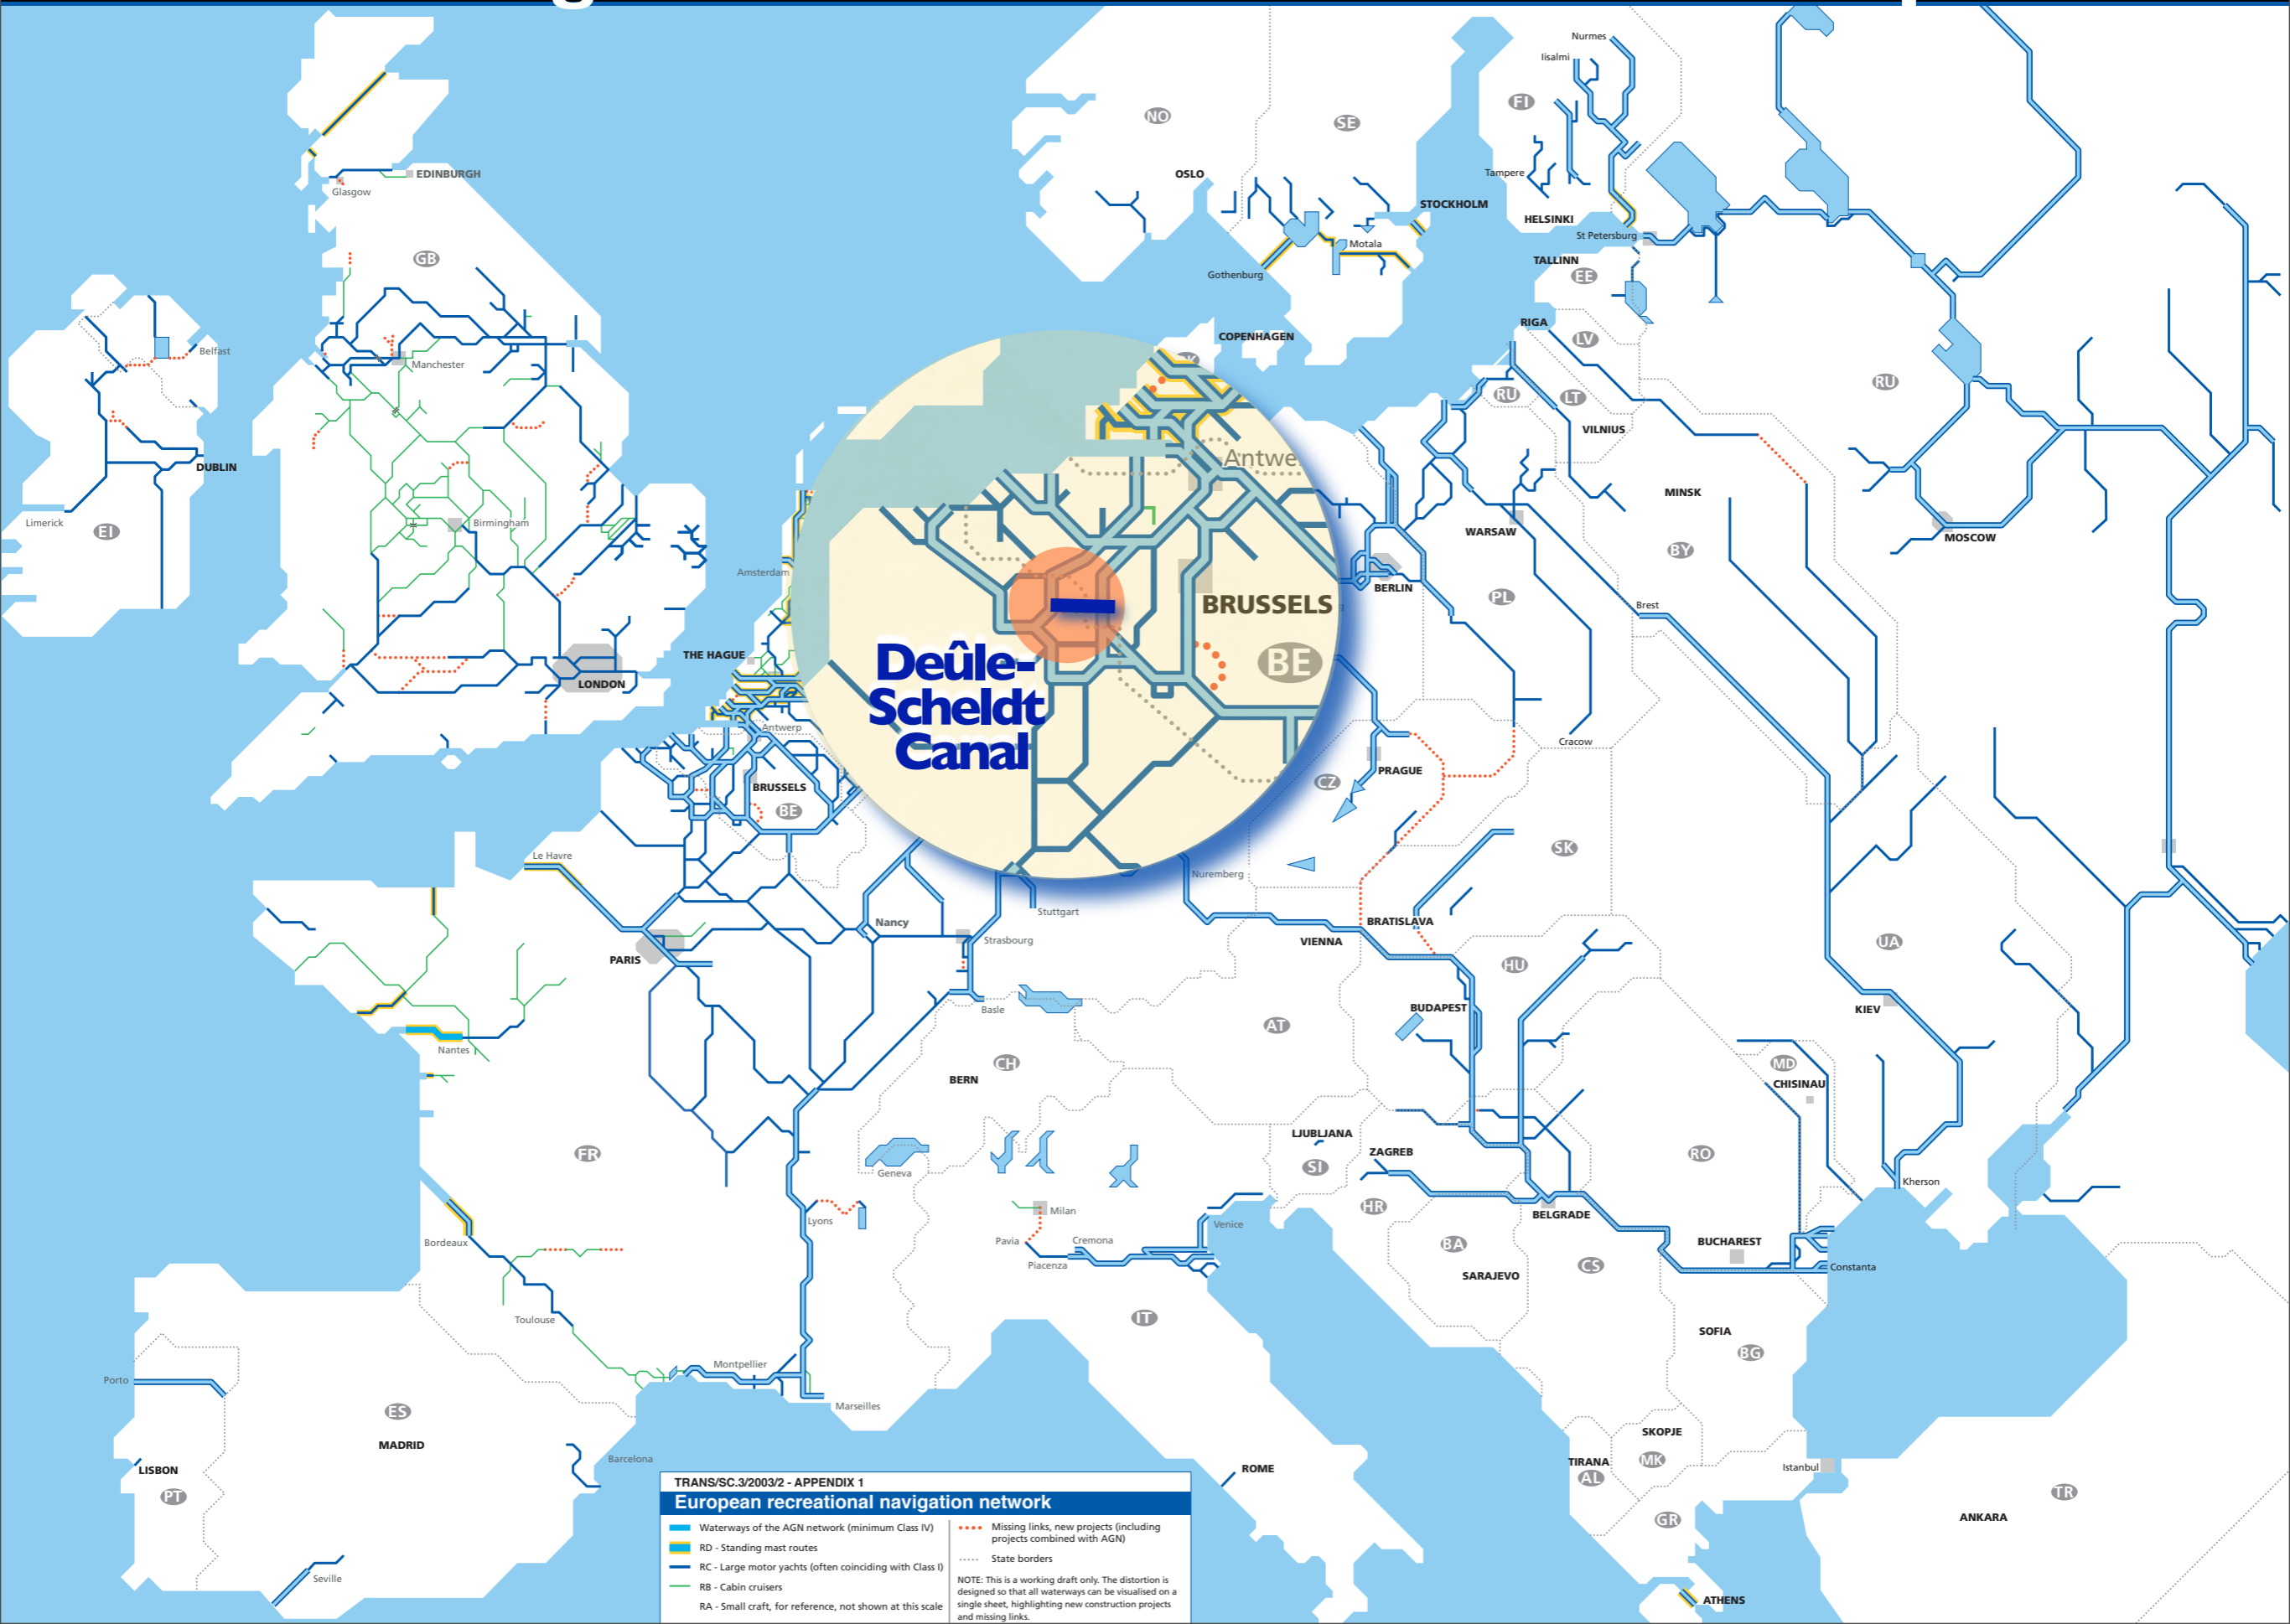 Nurmes
Iisalmi
FI
NO
SE
Tampere
OSLO
EDINBURGH
Glasgow
STOCKHOLM
HELSINKI
St Petersburg
Motala
GB
TALLINN
EE
Gothenburg
RIGA
COPENHAGEN
LV
Belfast
Manchester
RU
RU
LT
VILNIUS
DUBLIN
Antwe
MINSK
Limerick
EI
Birmingham
WARSAW
MOSCOW
BY
Amsterdam
BERLIN
PL
BRUSSELS
Brest
THE HAGUE
BE
Deûle-
Scheldt
Canal
LONDON
Antwerp
Cracow
PRAGUE
CZ
BRUSSELS
BE
SK
Le Havre
Nuremberg
Stuttgart
Nancy
BRATISLAVA
Strasbourg
VIENNA
UA
PARIS
HU
Basle
BUDAPEST
KIEV
AT
Nantes
CH
MD
BERN
CHISINAU
LJUBLJANA
FR
ZAGREB
RO
SI
Geneva
Kherson
HR
Milan
Lyons
Venice
BELGRADE
Bordeaux
Pavia
Cremona
BA
BUCHAREST
Piacenza
CS
Constanta
SARAJEVO
Toulouse
IT
SOFIA
BG
Montpellier
Porto
Marseilles
ES
SKOPJE
MADRID
Barcelona
MK
TIRANA
Istanbul
LISBON
ROME
AL
PT
TR
GR
ANKARA
Seville
ATHENS
TRANS/SC.3/2003/2 - APPENDIX 1
European recreational navigation network
Waterways of the AGN network (minimum Class IV)
RD - Standing mast routes
RC - Large motor yachts (often coinciding with Class I)
RB - Cabin cruisers
RA - Small craft, for reference, not shown at this scale
Missing links, new projects (including
projects combined with AGN)
State borders
NOTE: This is a working draft only. The distortion is
designed so that all waterways can be visualised on a
single sheet, highlighting new construction projects
and missing links.